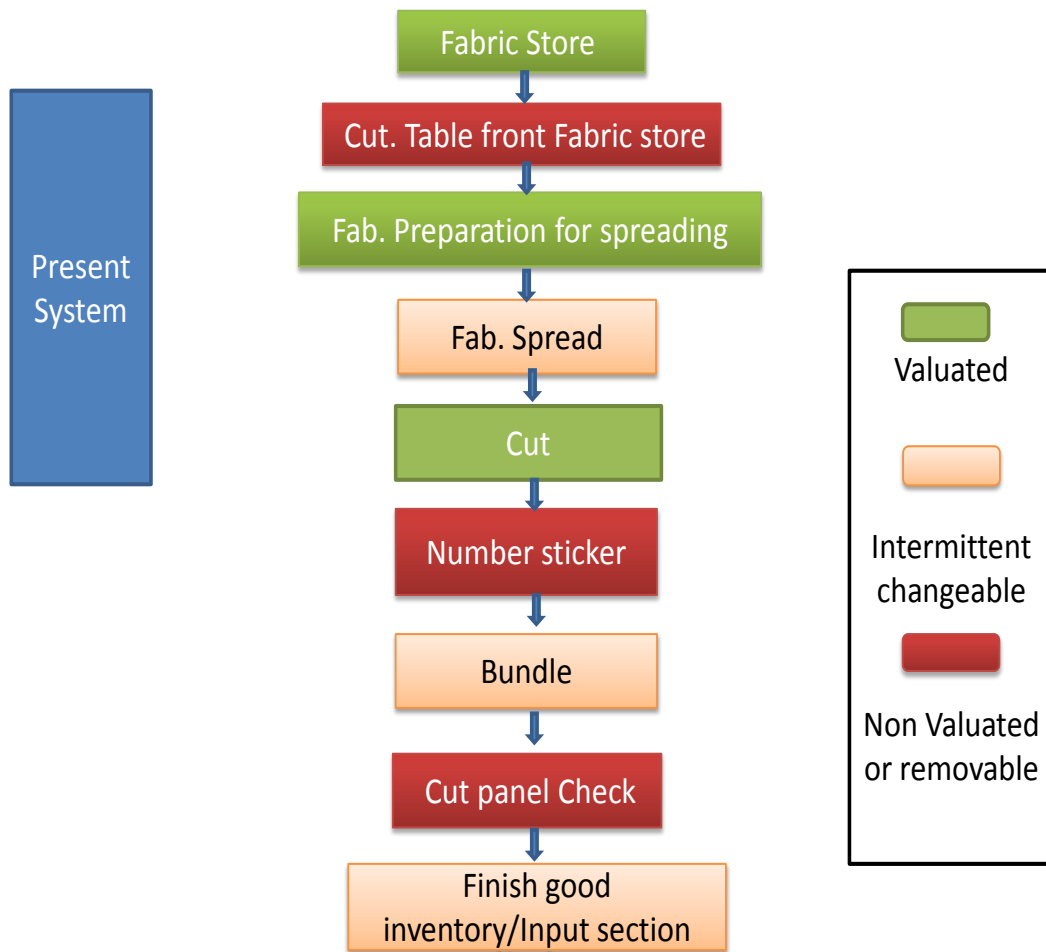 Fabric Store
Cut. Table front Fabric store
Fab. Preparation for spreading
Present
System
Fab. Spread
Cut
Number sticker
Bundle
Cut panel Check
Finish good
inventory/Input section
Valuated
Intermittent
changeable
Non Valuated
or removable